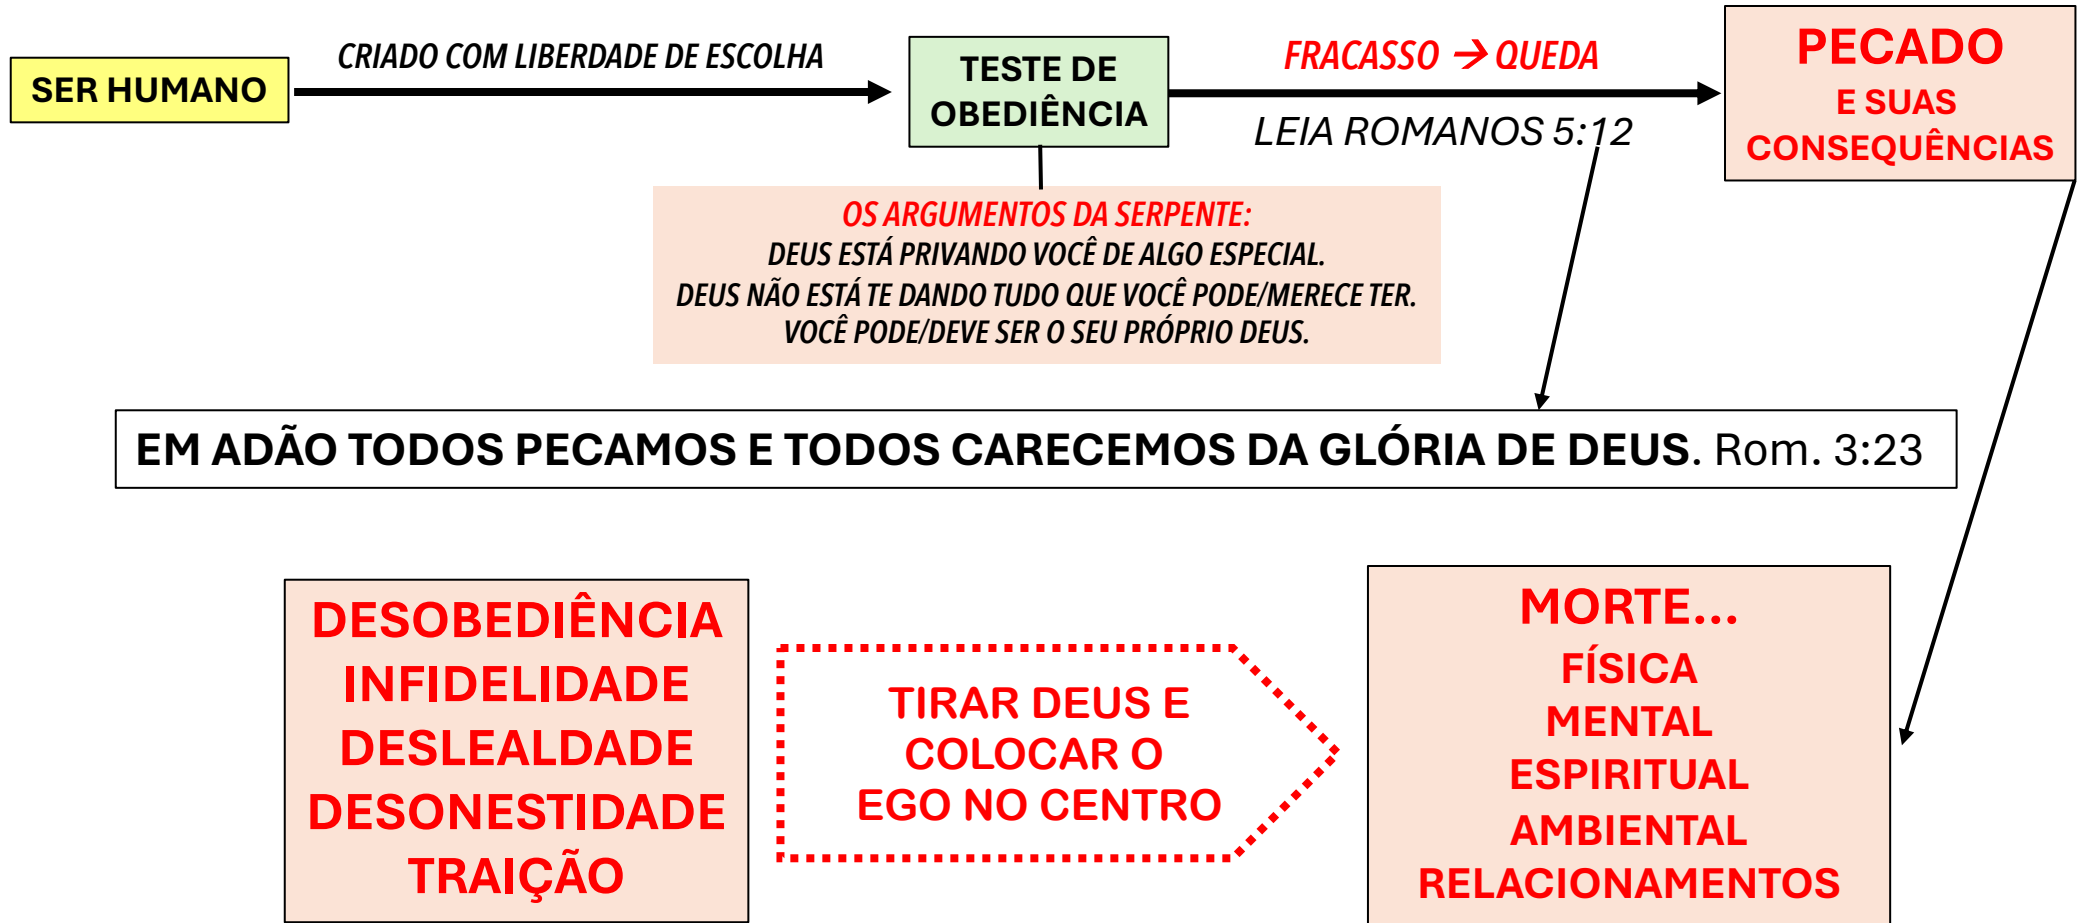 SER HUMANO
CRIADO COM LIBERDADE DE ESCOLHA
TESTE DE
OBEDIÊNCIA
FRACASSO → QUEDA
LEIA ROMANOS 5:12
PECADO
E SUAS
CONSEQUÊNCIAS
OS ARGUMENTOS DA SERPENTE:
DEUS ESTÁ PRIVANDO VOCÊ DE ALGO ESPECIAL.
DEUS NÃO ESTÁ TE DANDO TUDO QUE VOCÊ PODE/MERECE TER.
VOCÊ PODE/DEVE SER O SEU PRÓPRIO DEUS.
EM ADÃO TODOS PECAMOS E TODOS CARECEMOS DA GLÓRIA DE DEUS. Rom. 3:23
DESOBEDIÊNCIA
INFIDELIDADE
DESLEALDADE
DESONESTIDADE
TRAIÇÃO
TIRAR DEUS E
COLOCAR O
EGO NO CENTRO
MORTE...
FÍSICA
MENTAL
ESPIRITUAL
AMBIENTAL
RELACIONAMENTOS